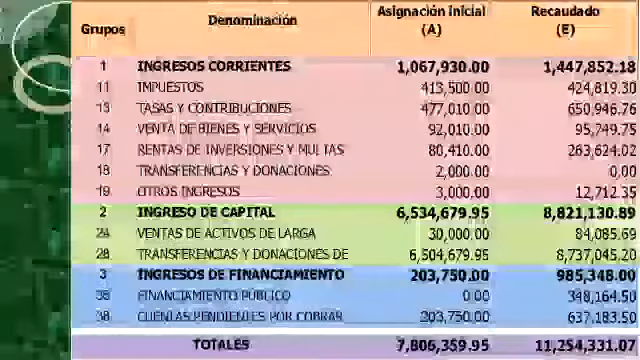 Grupos Denominación Asignación Inicial (A) Recaudado (E)
1 INGRESOS CORRIENTES 1,067,930.00 1,447,852.18
11 IMPUESTOS 413,500.00 424,819.30
13 TASAS Y CONTRIBUCIONES 477,010.00 650,946.76
14 VENTA DE BIENES Y SERVICIOS 92,010.00 95,749.75
17 RENTAS DE INVERSIONES Y MULTAS 80,410.00 263,624.02
18 TRANSFERENCIAS Y DONACIONES 2,000.00 0,00
19 OTROS INGRESOS 3,000.00 12,712.35
2 INGRESO DE CAPITAL 6,534,679.95 8,821,130.89
24 VENTAS DE ACTIVOS DE LARGA 30,000.00 84,085.69
28 TRANSFERENCIAS Y DONACIONES DE 6,504,679.95 8,737,045.20
3 INGRESOS DE FINANCIAMIENTO 203,750.00 985,348.00
36 FINANCIAMIENTO PÚBLICO 0.00 348,164.50
38 CUENTAS PENDIENTES POR COBRAR 203,750.00 637,183.50
TOTALES 7,806,359.95 11,254,331.07